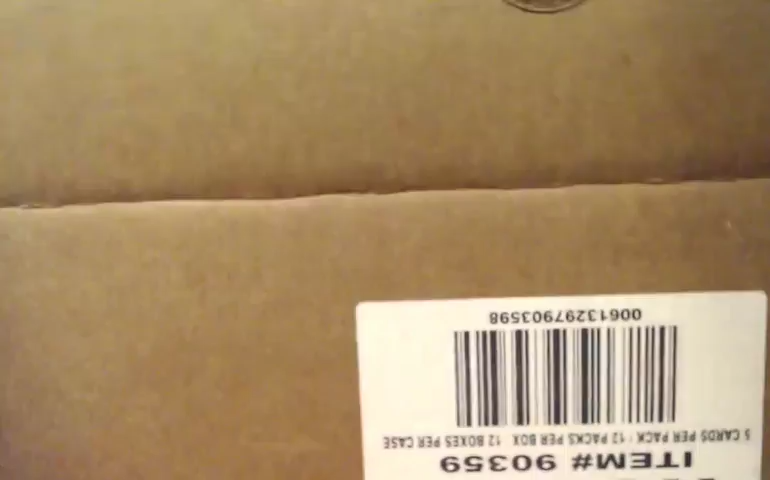 ITEM# 90359
5 CARDS PER PACK · 12 PACKS PER BOX 12 BOXES PER CASE
00613297903598